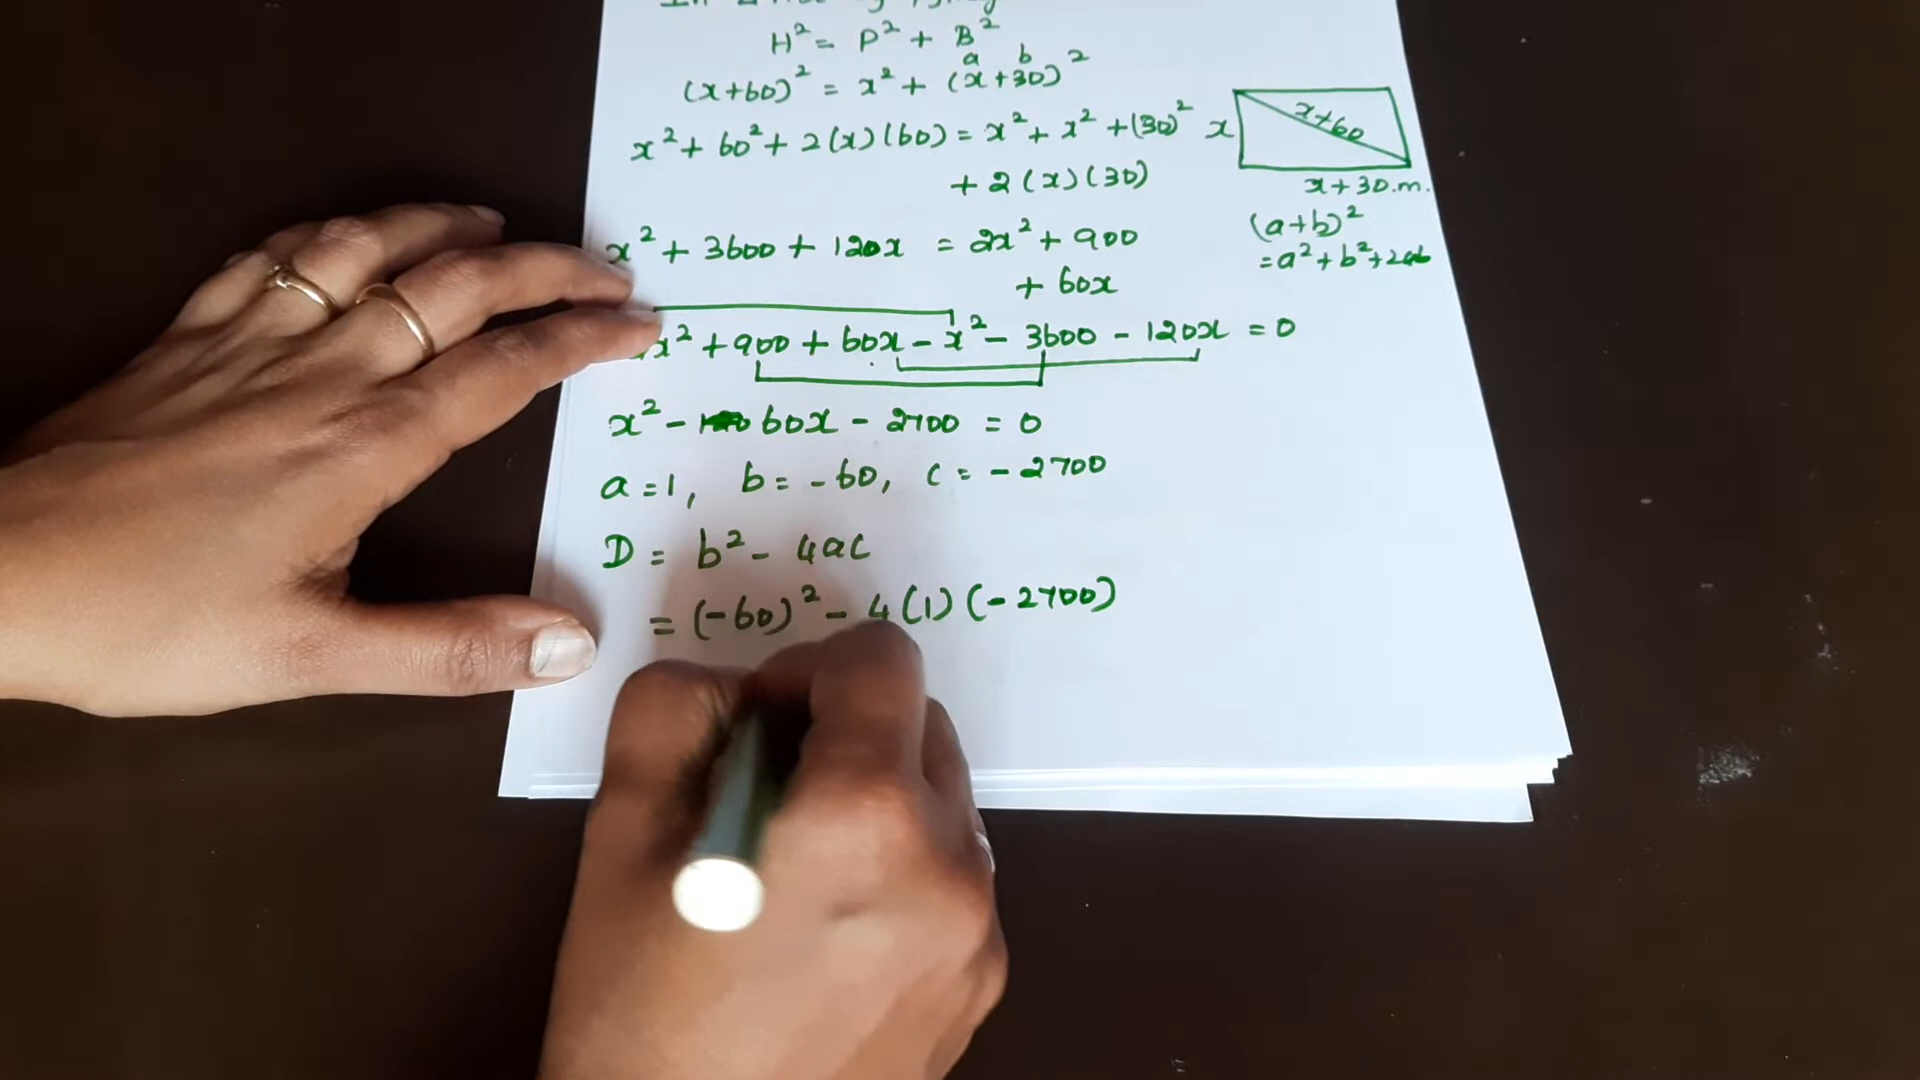 H² = P² + B²
a b
(x+60)² = x² + (x+30)²
x² + 60² + 2(x)(60) = x² + x² + (30)²
+ 2(x)(30)
x
x+60
x+30.m.
(a+b)²
= a² + b² + 2ab
x² + 3600 + 120x = 2x² + 900
+ 60x
x² + 900 + 60x - x² - 3600 - 120x = 0
x² - 60x - 2700 = 0
a = 1, b = -60, c = -2700
D = b² - 4ac
= (-60)² - 4(1)(-2700)